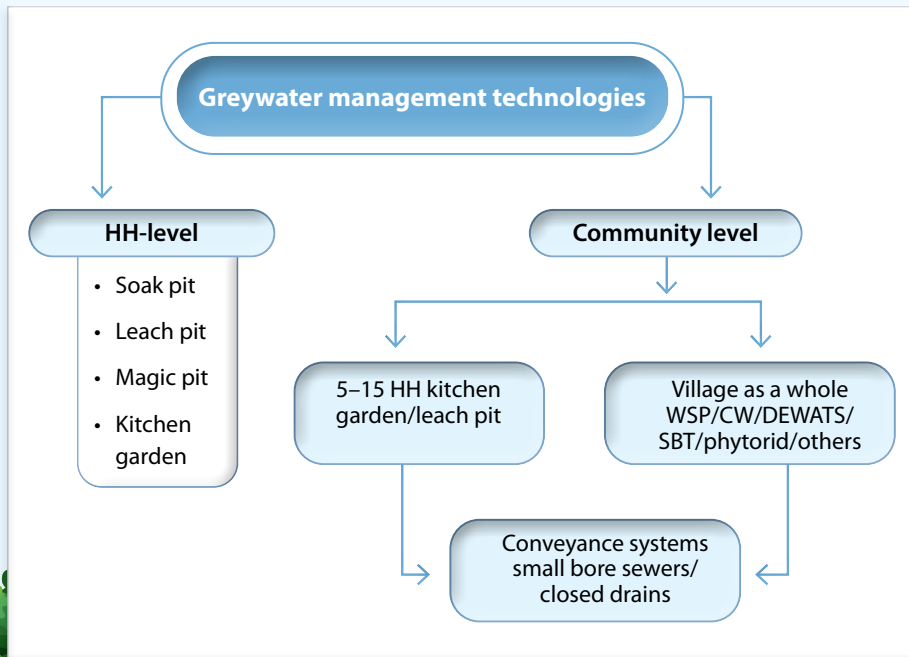 Greywater management technologies
HH-level
• Soak pit
• Leach pit
• Magic pit
• Kitchen
garden
Community level
5–15 HH kitchen
garden/leach pit
Village as a whole
WSP/CW/DEWATS/
SBT/phytorid/others
Conveyance systems
small bore sewers/
closed drains